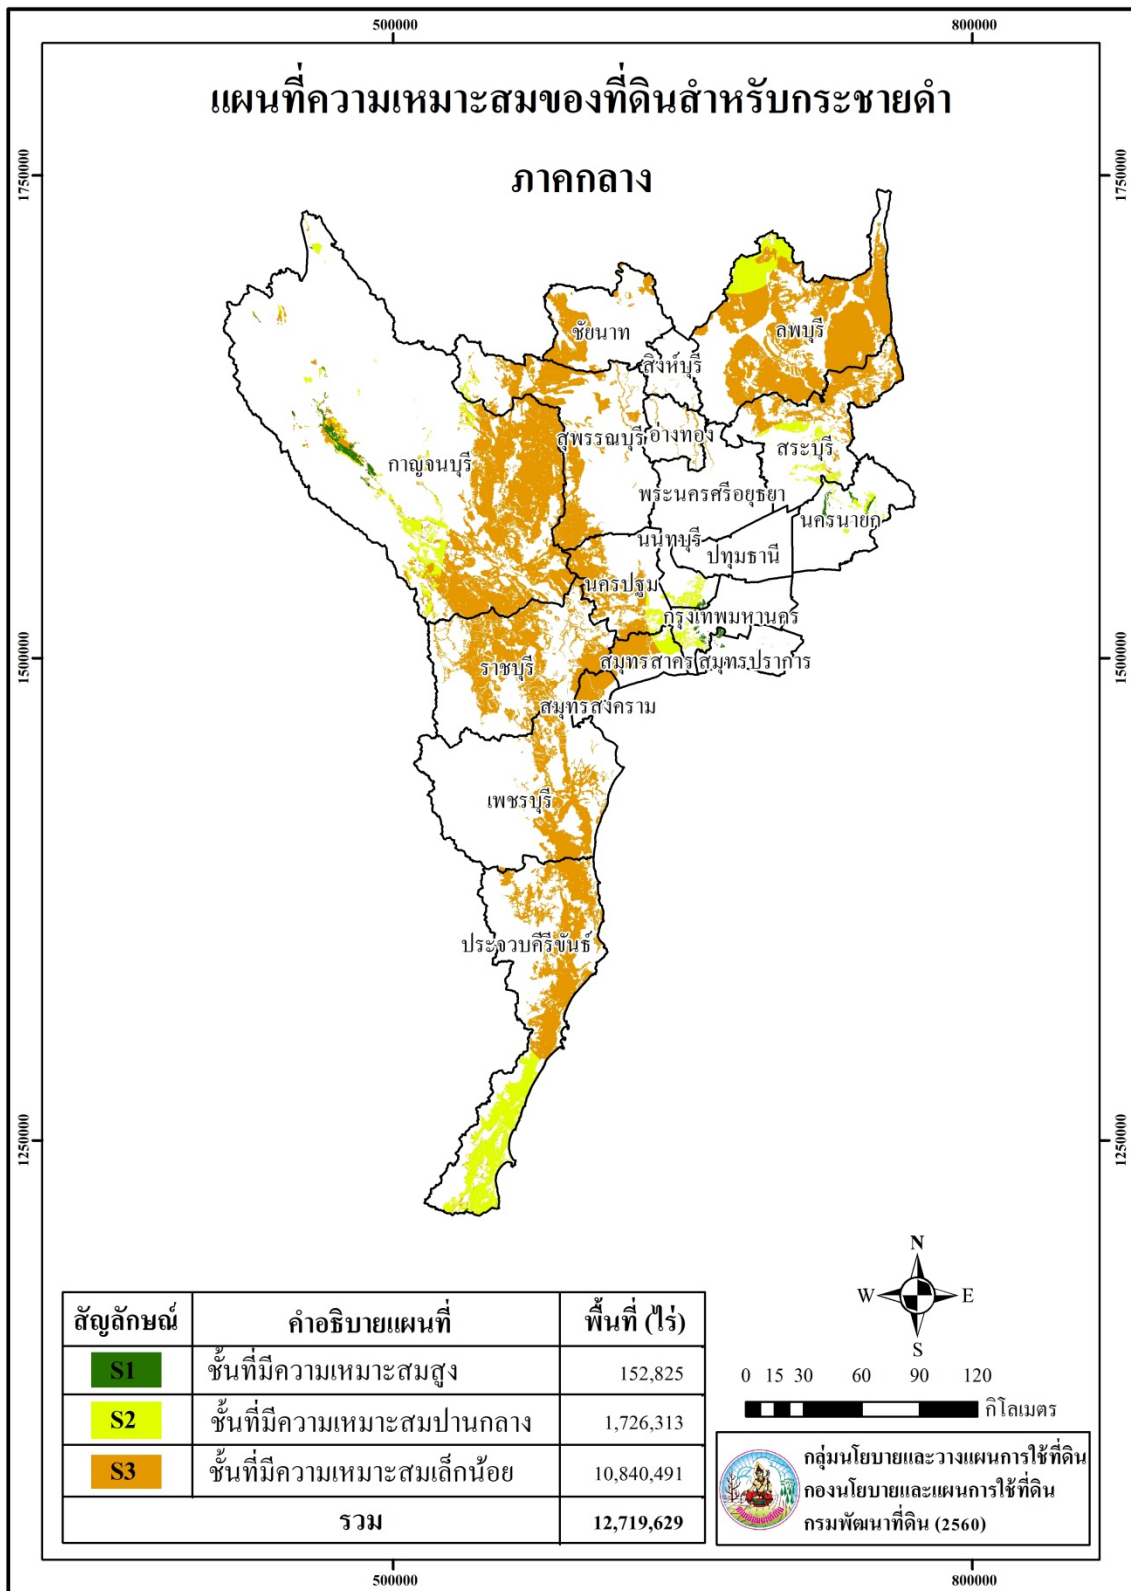 500000
800000
แผนที่ความเหมาะสมของที่ดินสำหรับกระชายดำ
ภาคกลาง
1750000
1750000
ชัยนาท
ลพบุรี
สิงห์บุรี
สุพรรณบุรี
อ่างทอง
สระบุรี
กาญจนบุรี
พระนครศรีอยุธยา
นครนายก
นนทบุรี
ปทุมธานี
นครปฐม
กรุงเทพมหานคร
1500000
1500000
ราชบุรี
สมุทรสาคร
สมุทรปราการ
สมุทรสงคราม
เพชรบุรี
ประจวบคีรีขันธ์
1250000
1250000
N
W
E
S
สัญลักษณ์ คำอธิบายแผนที่ พื้นที่ (ไร่)
S1 ชั้นที่มีความเหมาะสมสูง 152,825
S2 ชั้นที่มีความเหมาะสมปานกลาง 1,726,313
S3 ชั้นที่มีความเหมาะสมเล็กน้อย 10,840,491
รวม 12,719,629
0 15 30 60 90 120
กิโลเมตร
กลุ่มนโยบายและวางแผนการใช้ที่ดิน
กองนโยบายและแผนการใช้ที่ดิน
กรมพัฒนาที่ดิน (2560)
500000
800000